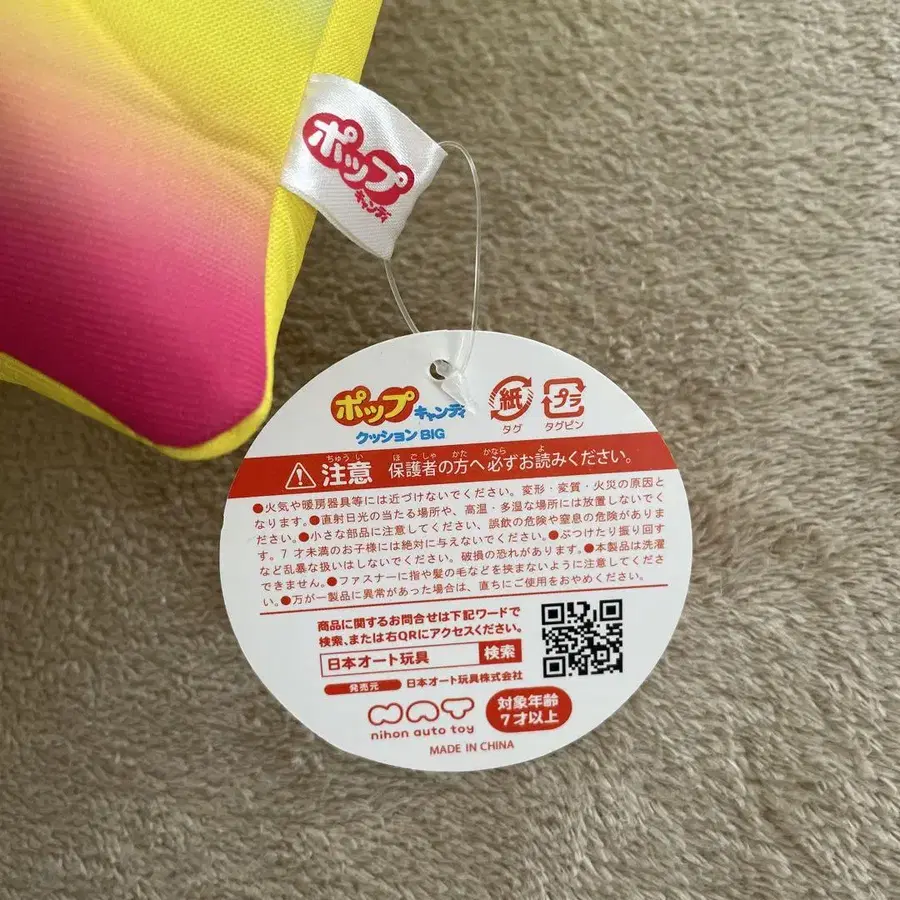 ポップ
キャンディ
ポップ キャンディ
クッション BIG
紙
タグ
プラ
タグピン
ちゅう い
注意
ほ ご しゃ かた かなら よ
保護者の方へ必ずお読みください。
●火気や暖房器具等には近づけないでください。変形・変質・火災の原因と
なります。●直射日光の当たる場所や、高温・多湿な場所には放置しないでく
ださい。●小さな部品に注意してください、誤飲の危険や窒息の危険がありま
す。7才未満のお子様には絶対に与えないでください。●ぶつけたり振り回す
など乱暴な扱いはしないでください。破損の恐れがあります。●本製品は洗濯
できません。●ファスナーに指や髪の毛などを挟まないように注意してくださ
い。●万が一製品に異常があった場合は、直ちにご使用をおやめください。
商品に関するお問合せは下記ワードで
検索、または右QRにアクセスください。
日本オート玩具 検索
発売元 日本オート玩具株式会社
NAT
nihon auto toy
対象年齢
7才以上
MADE IN CHINA